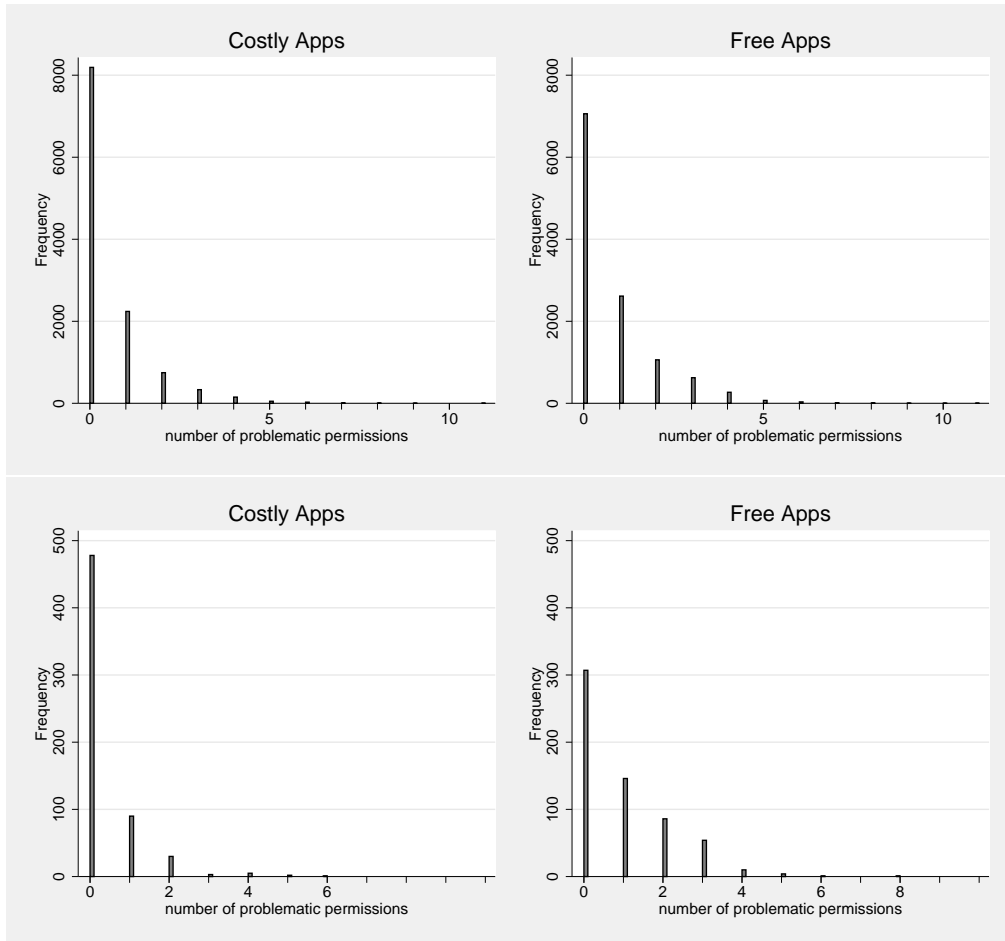 Costly Apps
Frequency
8000
6000
4000
2000
0
0 5 10
number of problematic permissions
Free Apps
Frequency
8000
6000
4000
2000
0
0 5 10
number of problematic permissions
Costly Apps
Frequency
500
400
300
200
100
0
0 2 4 6
number of problematic permissions
Free Apps
Frequency
500
400
300
200
100
0
0 2 4 6 8
number of problematic permissions